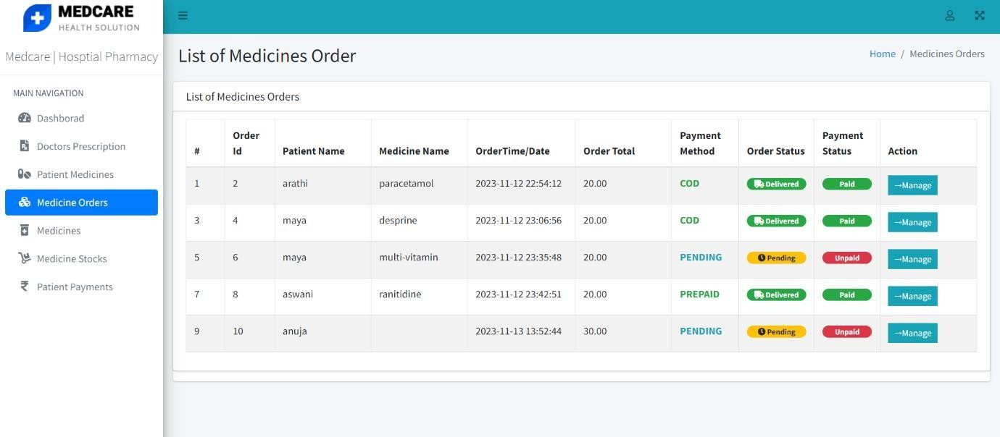 MEDCARE
HEALTH SOLUTION
Medcare | Hosptial Pharmacy
MAIN NAVIGATION
Dashborad
Doctors Prescription
Patient Medicines
Medicine Orders
Medicines
Medicine Stocks
Patient Payments
List of Medicines Order
Home / Medicines Orders
List of Medicines Orders
# Order Id Patient Name Medicine Name OrderTime/Date Order Total Payment Method Order Status Payment Status Action
1 2 arathi paracetamol 2023-11-12 22:54:12 20.00 COD Delivered Paid →Manage
3 4 maya desprine 2023-11-12 23:06:56 20.00 COD Delivered Paid →Manage
5 6 maya multi-vitamin 2023-11-12 23:35:48 20.00 PENDING Pending Unpaid →Manage
7 8 aswani ranitidine 2023-11-12 23:42:51 20.00 PREPAID Delivered Paid →Manage
9 10 anuja 2023-11-13 13:52:44 30.00 PENDING Pending Unpaid →Manage